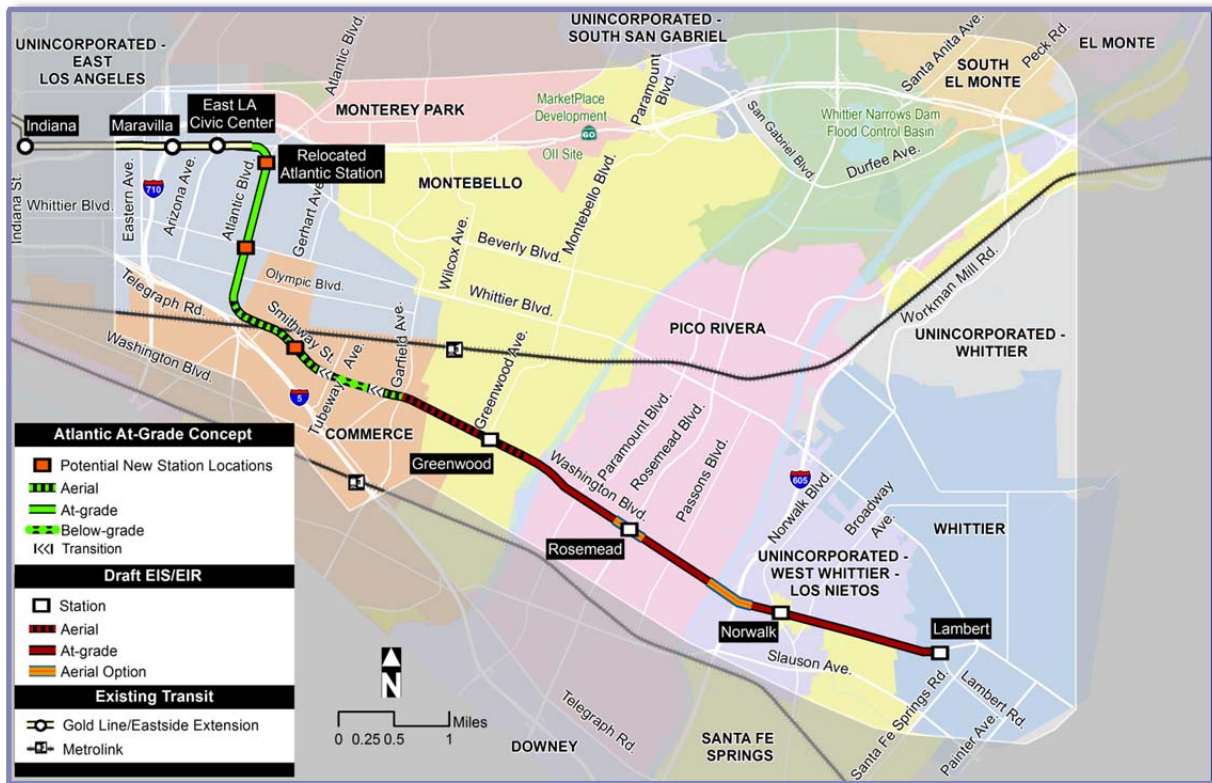 UNINCORPORATED -
EAST
LOS ANGELES
UNINCORPORATED -
SOUTH SAN GABRIEL
EL MONTE
SOUTH
EL MONTE
MONTEREY PARK
Atlantic Blvd.
Paramount
Blvd.
Santa Anita Ave.
Peck Rd.
MarketPlace
Development
60
OII Site
San Gabriel Blvd.
Whittier Narrows Dam
Flood Control Basin
Durfee Ave.
Indiana
Maravilla
East LA
Civic Center
Relocated
Atlantic Station
Indiana St.
Whittier Blvd.
Eastern Ave.
710
Arizona Ave.
Atlantic Blvd.
Gerhart Ave.
MONTEBELLO
Wilcox Ave.
Beverly Blvd.
Montebello Blvd.
Olympic Blvd.
Whittier Blvd.
Telegraph Rd.
Washington Blvd.
Smithway St.
Tubeway Ave.
Garfield Ave.
Greenwood Ave.
5
COMMERCE
Greenwood
PICO RIVERA
Workman Mill Rd.
UNINCORPORATED -
WHITTIER
Paramount Blvd.
Rosemead Blvd.
Passons Blvd.
Washington Blvd.
Rosemead
605
Norwalk Blvd.
Broadway
Ave.
WHITTIER
UNINCORPORATED -
WEST WHITTIER -
LOS NIETOS
Norwalk
Lambert
Slauson Ave.
Santa Fe Springs Rd.
Lambert Rd.
Painter Ave.
Telegraph Rd.
DOWNEY
SANTA FE
SPRINGS
Atlantic At-Grade Concept
Potential New Station Locations
Aerial
At-grade
Below-grade
Transition
Draft EIS/EIR
Station
Aerial
At-grade
Aerial Option
Existing Transit
Gold Line/Eastside Extension
Metrolink
N
Miles
0 0.25 0.5 1